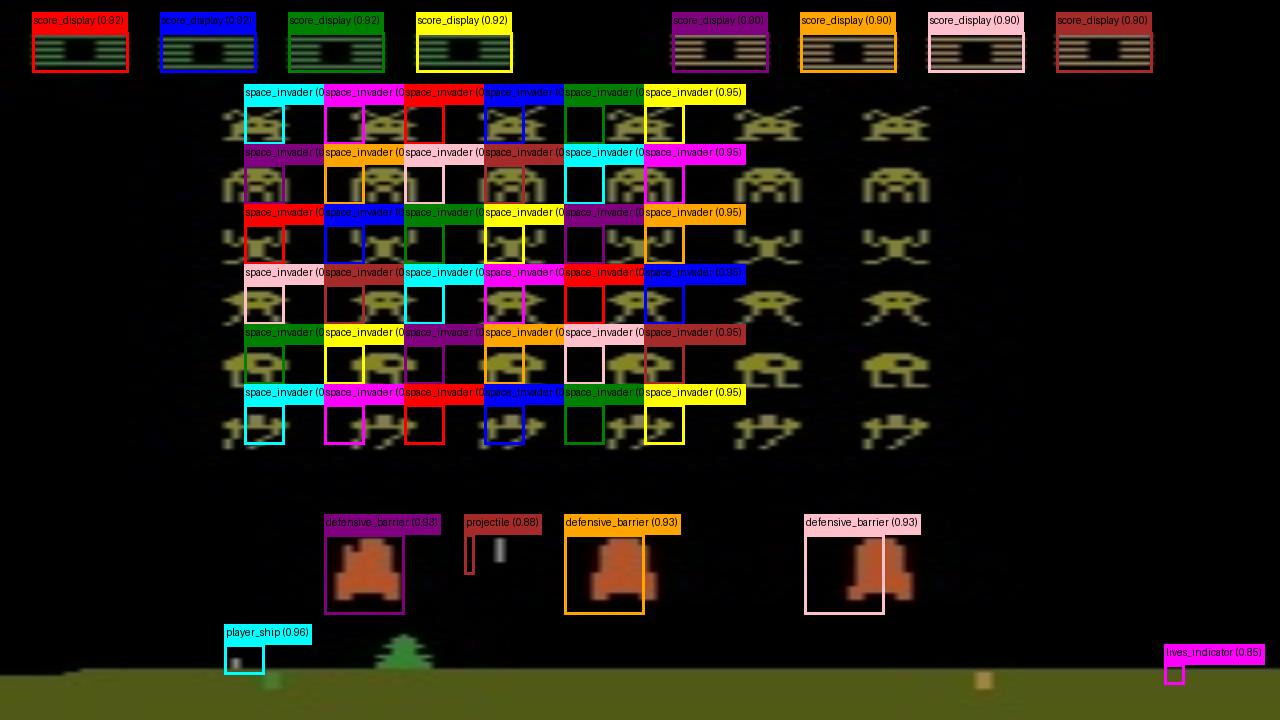 score_display (0.92) score_display (0.92) score_display (0.92) score_display (0.92) score_display (0.90) score_display (0.90) score_display (0.90) score_display (0.90)
space_invader (0 space_invader (0 space_invader (0 space_invader (0 space_invader (0 space_invader (0.95)
space_invader (0 space_invader (0 space_invader (0 space_invader (0 space_invader (0 space_invader (0.95)
space_invader (0 space_invader (0 space_invader (0 space_invader (0 space_invader (0 space_invader (0.95)
space_invader (0 space_invader (0 space_invader (0 space_invader (0 space_invader (0 space_invader (0.95)
space_invader (0 space_invader (0 space_invader (0 space_invader (0 space_invader (0 space_invader (0.95)
space_invader (0 space_invader (0 space_invader (0 space_invader (0 space_invader (0 space_invader (0.95)
defensive_barrier (0.93) projectile (0.88) defensive_barrier (0.93) defensive_barrier (0.93)
player_ship (0.96)
lives_indicator (0.85)